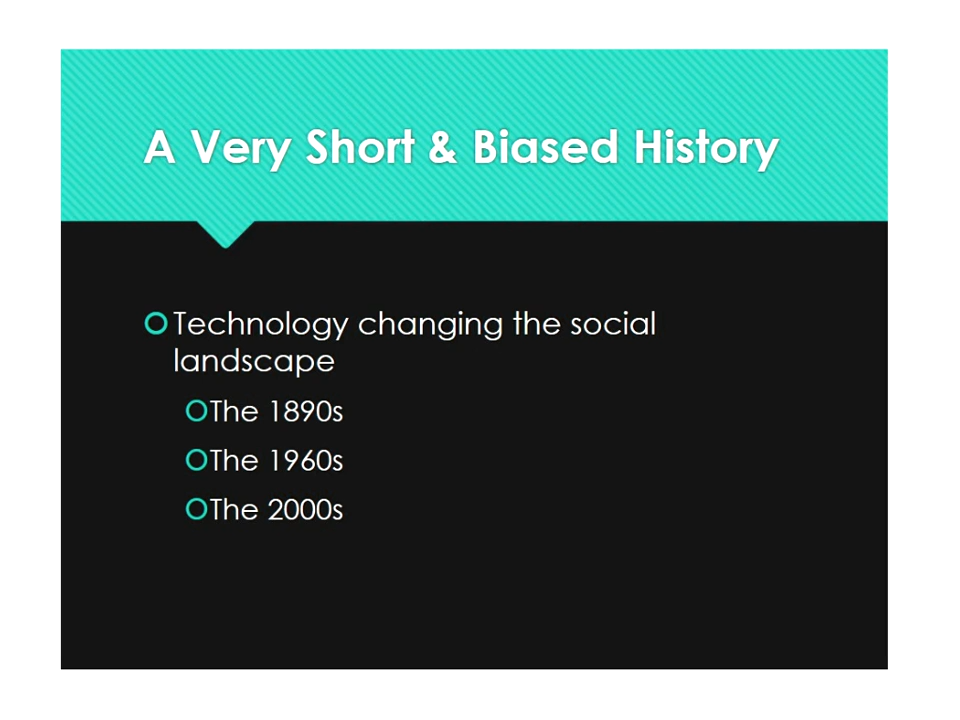 A Very Short & Biased History
Technology changing the social
landscape
The 1890s
The 1960s
The 2000s